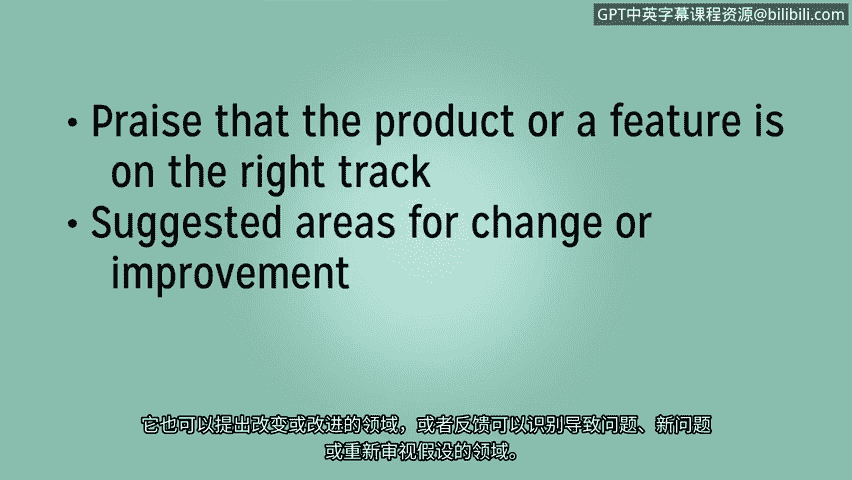 GPT中英字幕课程资源@bilibili.com
• Praise that the product or a feature is
on the right track
• Suggested areas for change or
improvement
它也可以提出改变或改进的领域，或者反馈可以识别导致问题、新问题
或重新审视假设的领域。